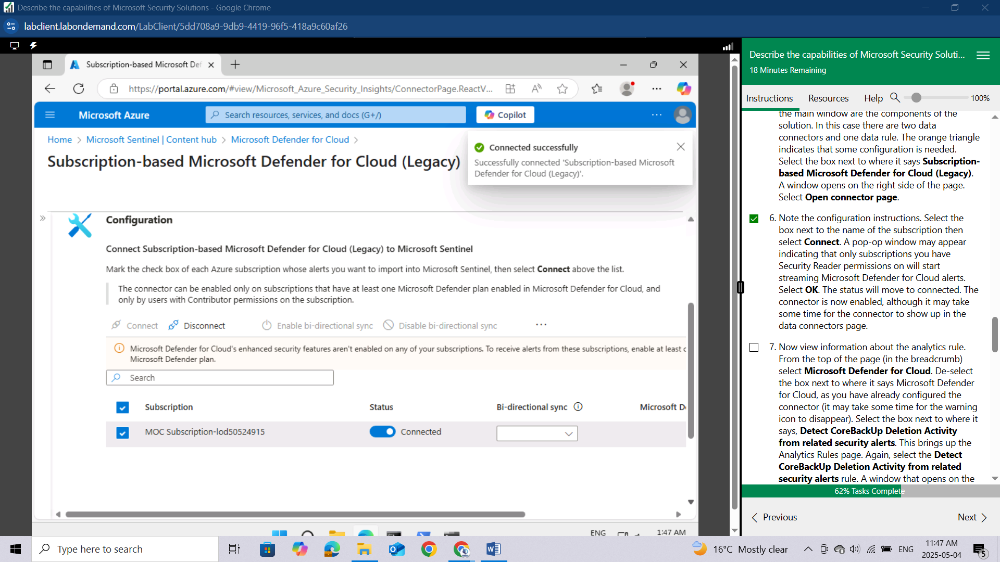 Describe the capabilities of Microsoft Security Solutions - Google Chrome
labclient.labondemand.com/LabClient/5dd708a9-9db9-4419-96f5-418a9c60af26
Subscription-based Microsoft Def
https://portal.azure.com/#view/Microsoft_Azure_Security_Insights/ConnectorPage.ReactV...
Microsoft Azure
Search resources, services, and docs (G+/)
Copilot
Home > Microsoft Sentinel | Content hub > Microsoft Defender for Cloud >
Subscription-based Microsoft Defender for Cloud (Legacy)
Connected successfully
Successfully connected 'Subscription-based Microsoft
Defender for Cloud (Legacy)'.
Configuration
Connect Subscription-based Microsoft Defender for Cloud (Legacy) to Microsoft Sentinel
Mark the check box of each Azure subscription whose alerts you want to import into Microsoft Sentinel, then select Connect above the list.
The connector can be enabled only on subscriptions that have at least one Microsoft Defender plan enabled in Microsoft Defender for Cloud, and
only by users with Contributor permissions on the subscription.
Connect Disconnect Enable bi-directional sync Disable bi-directional sync ...
Microsoft Defender for Cloud's enhanced security features aren't enabled on any of your subscriptions. To receive alerts from these subscriptions, enable at least
Microsoft Defender plan.
Search
Subscription Status Bi-directional sync Microsoft D
MOC Subscription-lod50524915 Connected
ENG 1:47 AM
Describe the capabilities of Microsoft Security Soluti...
18 Minutes Remaining
Instructions Resources Help 100%
the main window are the components of the
solution. In this case there are two data
connectors and one data rule. The orange triangle
indicates that some configuration is needed.
Select the box next to where it says Subscription-
based Microsoft Defender for Cloud (Legacy).
A window opens on the right side of the page.
Select Open connector page.
6. Note the configuration instructions. Select the
box next to the name of the subscription then
select Connect. A pop-op window may appear
indicating that only subscriptions you have
Security Reader permissions on will start
streaming Microsoft Defender for Cloud alerts.
Select OK. The status will move to connected. The
connector is now enabled, although it may take
some time for the connector to show up in the
data connectors page.
7. Now view information about the analytics rule.
From the top of the page (in the breadcrumb)
select Microsoft Defender for Cloud. De-select
the box next to where it says Microsoft Defender
for Cloud, as you have already configured the
connector (it may take some time for the warning
icon to disappear). Select the box next to where it
says, Detect CoreBackUp Deletion Activity
from related security alerts. This brings up the
Analytics Rules page. Again, select the Detect
CoreBackUp Deletion Activity from related
security alerts rule. A window that opens on the
62% Tasks Complete
Previous Next
Type here to search
16°C Mostly clear
ENG
11:47 AM
2025-05-04
5